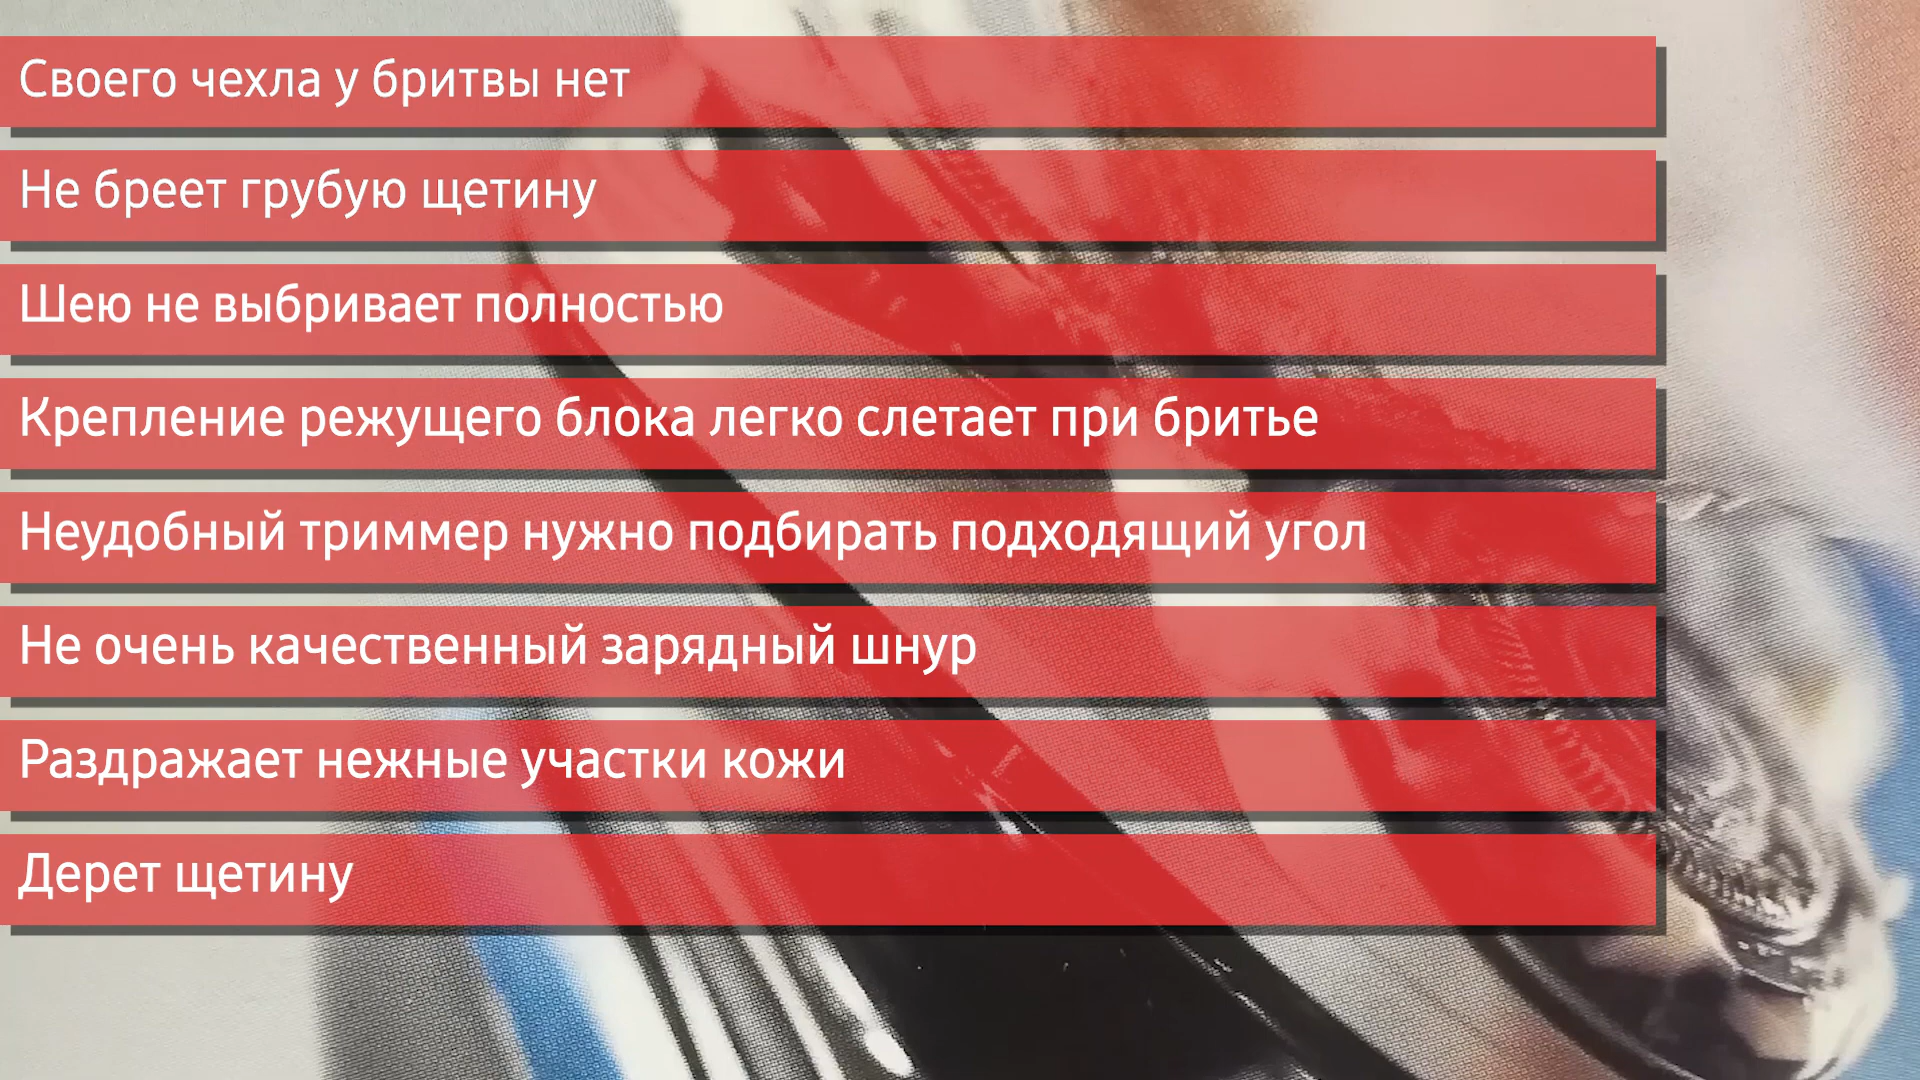 Своего чехла у бритвы нет
Не бреет грубую щетину
Шею не выбривает полностью
Крепление режущего блока легко слетает при бритье
Неудобный триммер нужно подбирать подходящий угол
Не очень качественный зарядный шнур
Раздражает нежные участки кожи
Дерет щетину